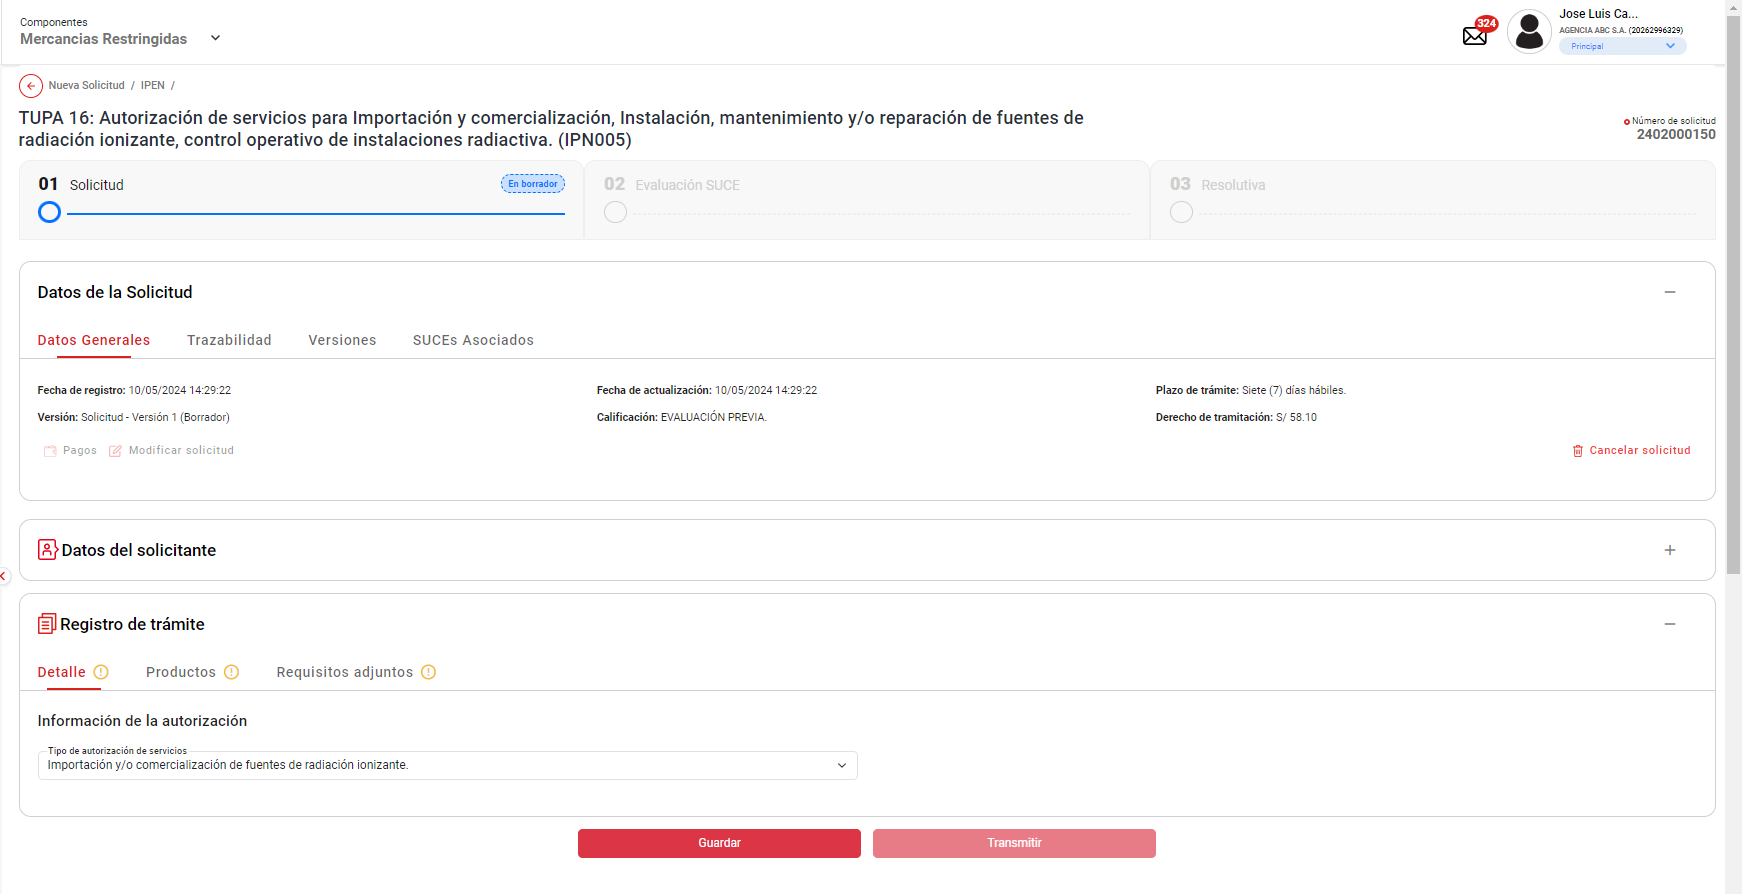 Componentes
Mercancias Restringidas
324
Jose Luis Ca...
AGENCIA ABC S.A. (20262996329)
Principal
Nueva Solicitud / IPEN /
TUPA 16: Autorización de servicios para Importación y comercialización, Instalación, mantenimiento y/o reparación de fuentes de
radiación ionizante, control operativo de instalaciones radiactiva. (IPN005)
Número de solicitud
2402000150
01 Solicitud En borrador
02 Evaluación SUCE
03 Resolutiva
Datos de la Solicitud
Datos Generales Trazabilidad Versiones SUCEs Asociados
Fecha de registro: 10/05/2024 14:29:22 Fecha de actualización: 10/05/2024 14:29:22 Plazo de trámite: Siete (7) días hábiles.
Versión: Solicitud - Versión 1 (Borrador) Calificación: EVALUACIÓN PREVIA. Derecho de tramitación: S/ 58.10
Pagos Modificar solicitud Cancelar solicitud
Datos del solicitante
Registro de trámite
Detalle Productos Requisitos adjuntos
Información de la autorización
Tipo de autorización de servicios
Importación y/o comercialización de fuentes de radiación ionizante.
Guardar Transmitir